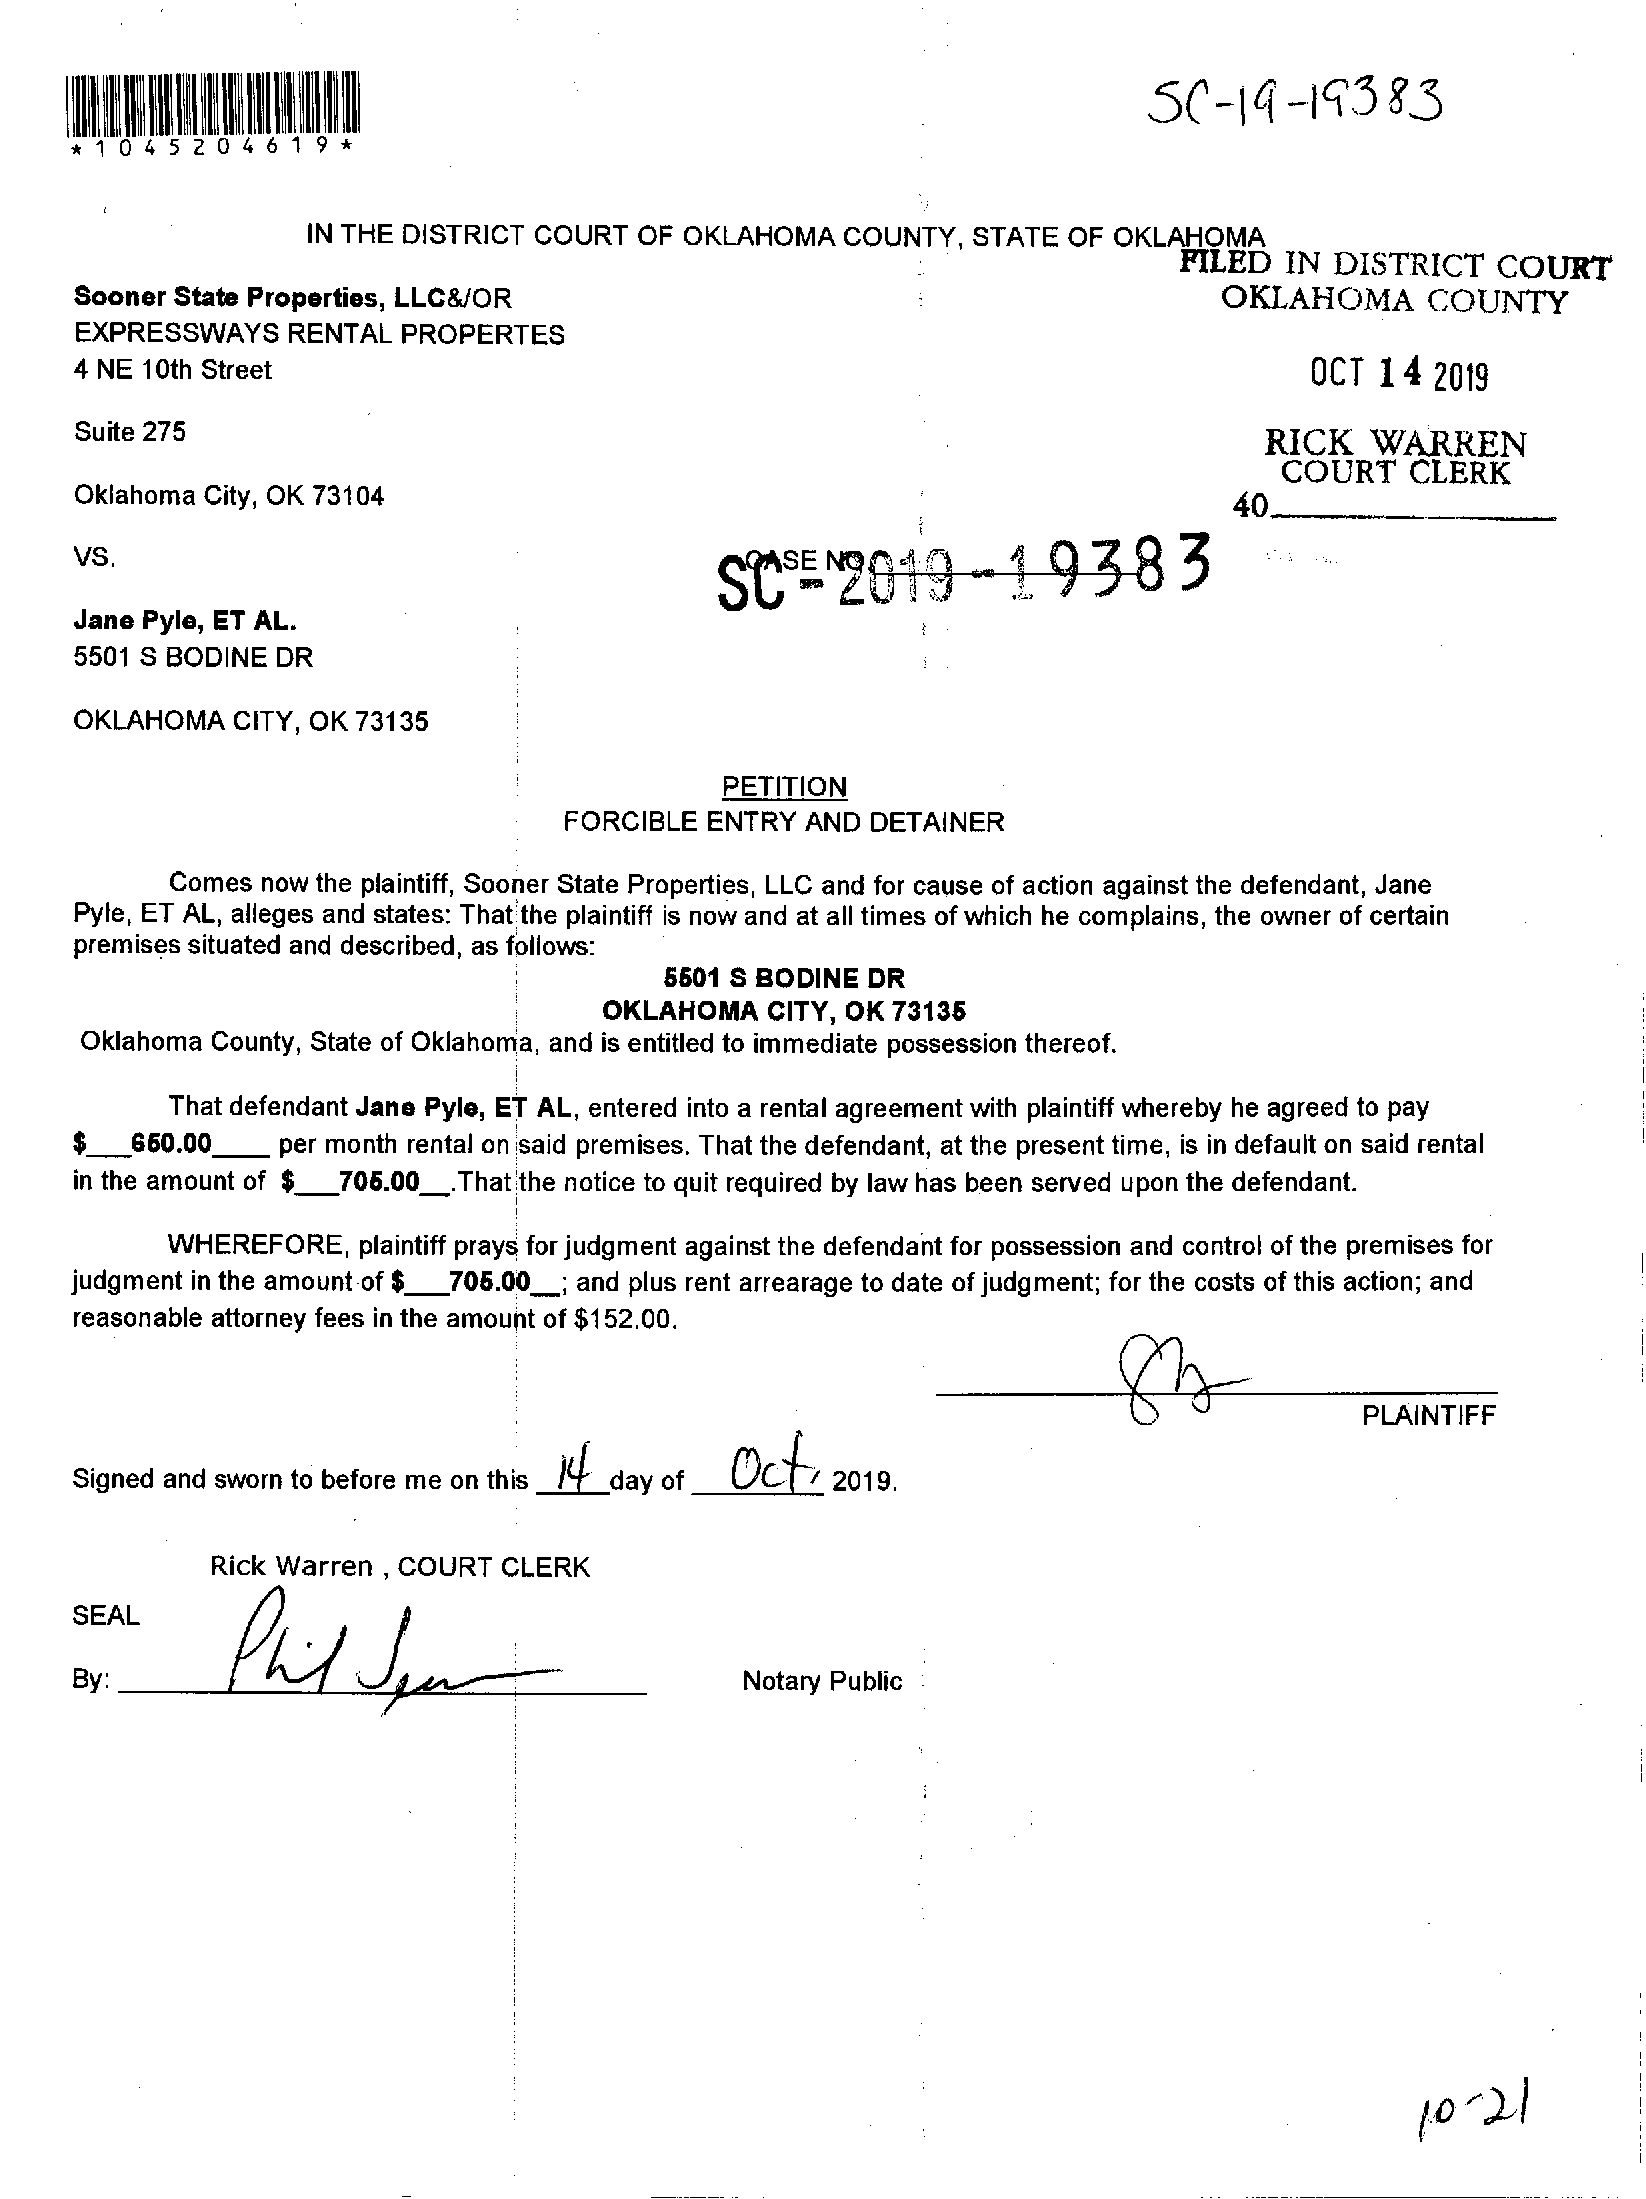 SC-19-19383
*1045204619*
IN THE DISTRICT COURT OF OKLAHOMA COUNTY, STATE OF OKLAHOMA
FILED IN DISTRICT COURT
OKLAHOMA COUNTY
OCT 14 2019
RICK WARREN
COURT CLERK
40
Sooner State Properties, LLC&/OR
EXPRESSWAYS RENTAL PROPERTES
4 NE 10th Street
Suite 275
Oklahoma City, OK 73104
VS.
CASE NO
SC-2019-19383
Jane Pyle, ET AL.
5501 S BODINE DR
OKLAHOMA CITY, OK 73135
PETITION
FORCIBLE ENTRY AND DETAINER
Comes now the plaintiff, Sooner State Properties, LLC and for cause of action against the defendant, Jane
Pyle, ET AL, alleges and states: That the plaintiff is now and at all times of which he complains, the owner of certain
premises situated and described, as follows:
5501 S BODINE DR
OKLAHOMA CITY, OK 73135
Oklahoma County, State of Oklahoma, and is entitled to immediate possession thereof.
That defendant Jane Pyle, ET AL, entered into a rental agreement with plaintiff whereby he agreed to pay
$___650.00____ per month rental on said premises. That the defendant, at the present time, is in default on said rental
in the amount of $___705.00__.That the notice to quit required by law has been served upon the defendant.
WHEREFORE, plaintiff prays for judgment against the defendant for possession and control of the premises for
judgment in the amount of $___705.00__; and plus rent arrearage to date of judgment; for the costs of this action; and
reasonable attorney fees in the amount of $152.00.
PLAINTIFF
Signed and sworn to before me on this 14 day of Oct, 2019.
Rick Warren , COURT CLERK
SEAL
By: Phil
Notary Public
10-21